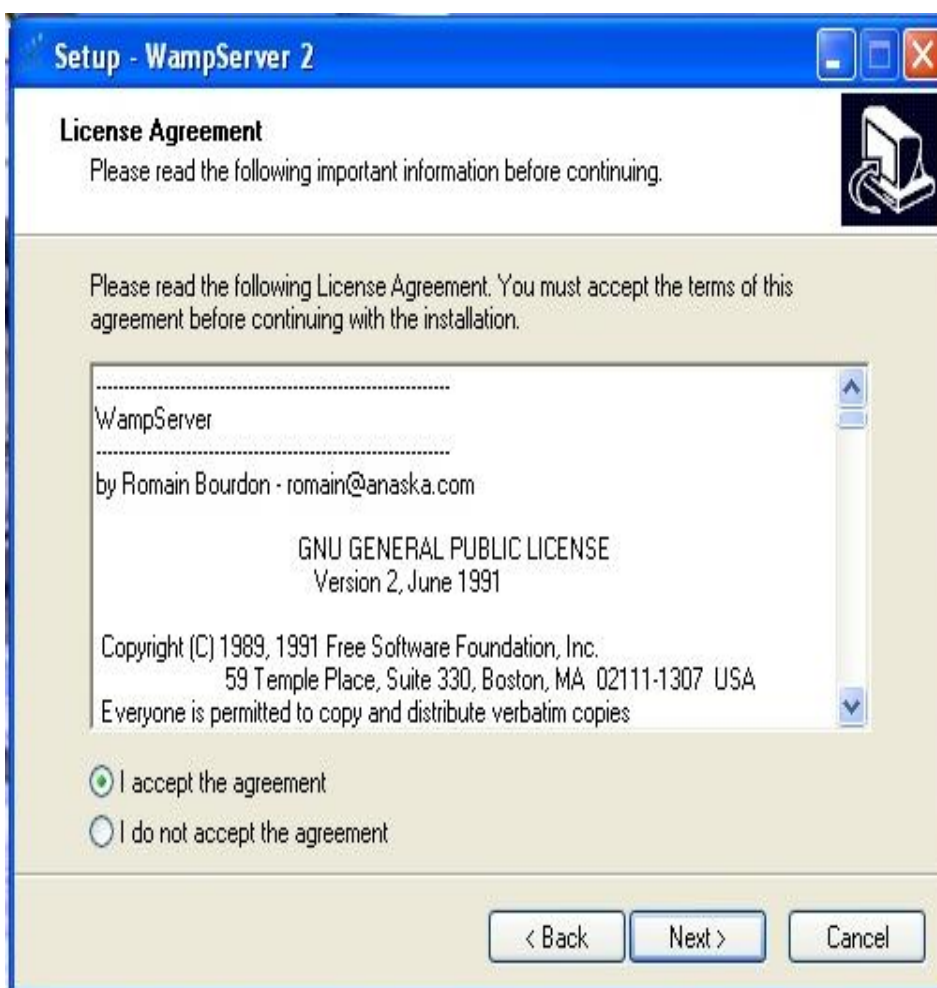 Setup - WampServer 2
License Agreement
Please read the following important information before continuing.
Please read the following License Agreement. You must accept the terms of this
agreement before continuing with the installation.
------------------------------------------------------------
WampServer
------------------------------------------------------------
by Romain Bourdon - romain@anaska.com
GNU GENERAL PUBLIC LICENSE
Version 2, June 1991
Copyright (C) 1989, 1991 Free Software Foundation, Inc.
59 Temple Place, Suite 330, Boston, MA 02111-1307 USA
Everyone is permitted to copy and distribute verbatim copies
I accept the agreement
I do not accept the agreement
< Back Next > Cancel